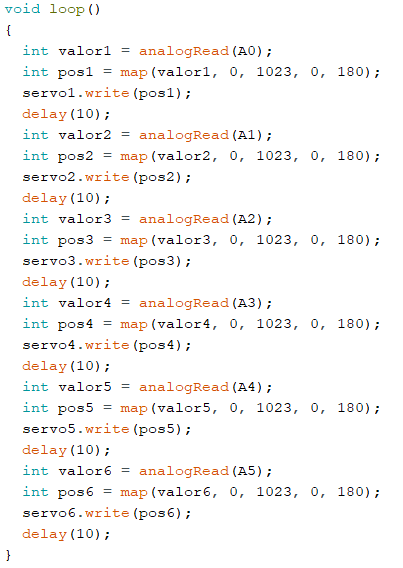 void loop()
{
  int valor1 = analogRead(A0);
  int pos1 = map(valor1, 0, 1023, 0, 180);
  servo1.write(pos1);
  delay(10);
  int valor2 = analogRead(A1);
  int pos2 = map(valor2, 0, 1023, 0, 180);
  servo2.write(pos2);
  delay(10);
  int valor3 = analogRead(A2);
  int pos3 = map(valor3, 0, 1023, 0, 180);
  servo3.write(pos3);
  delay(10);
  int valor4 = analogRead(A3);
  int pos4 = map(valor4, 0, 1023, 0, 180);
  servo4.write(pos4);
  delay(10);
  int valor5 = analogRead(A4);
  int pos5 = map(valor5, 0, 1023, 0, 180);
  servo5.write(pos5);
  delay(10);
  int valor6 = analogRead(A5);
  int pos6 = map(valor6, 0, 1023, 0, 180);
  servo6.write(pos6);
  delay(10);
}